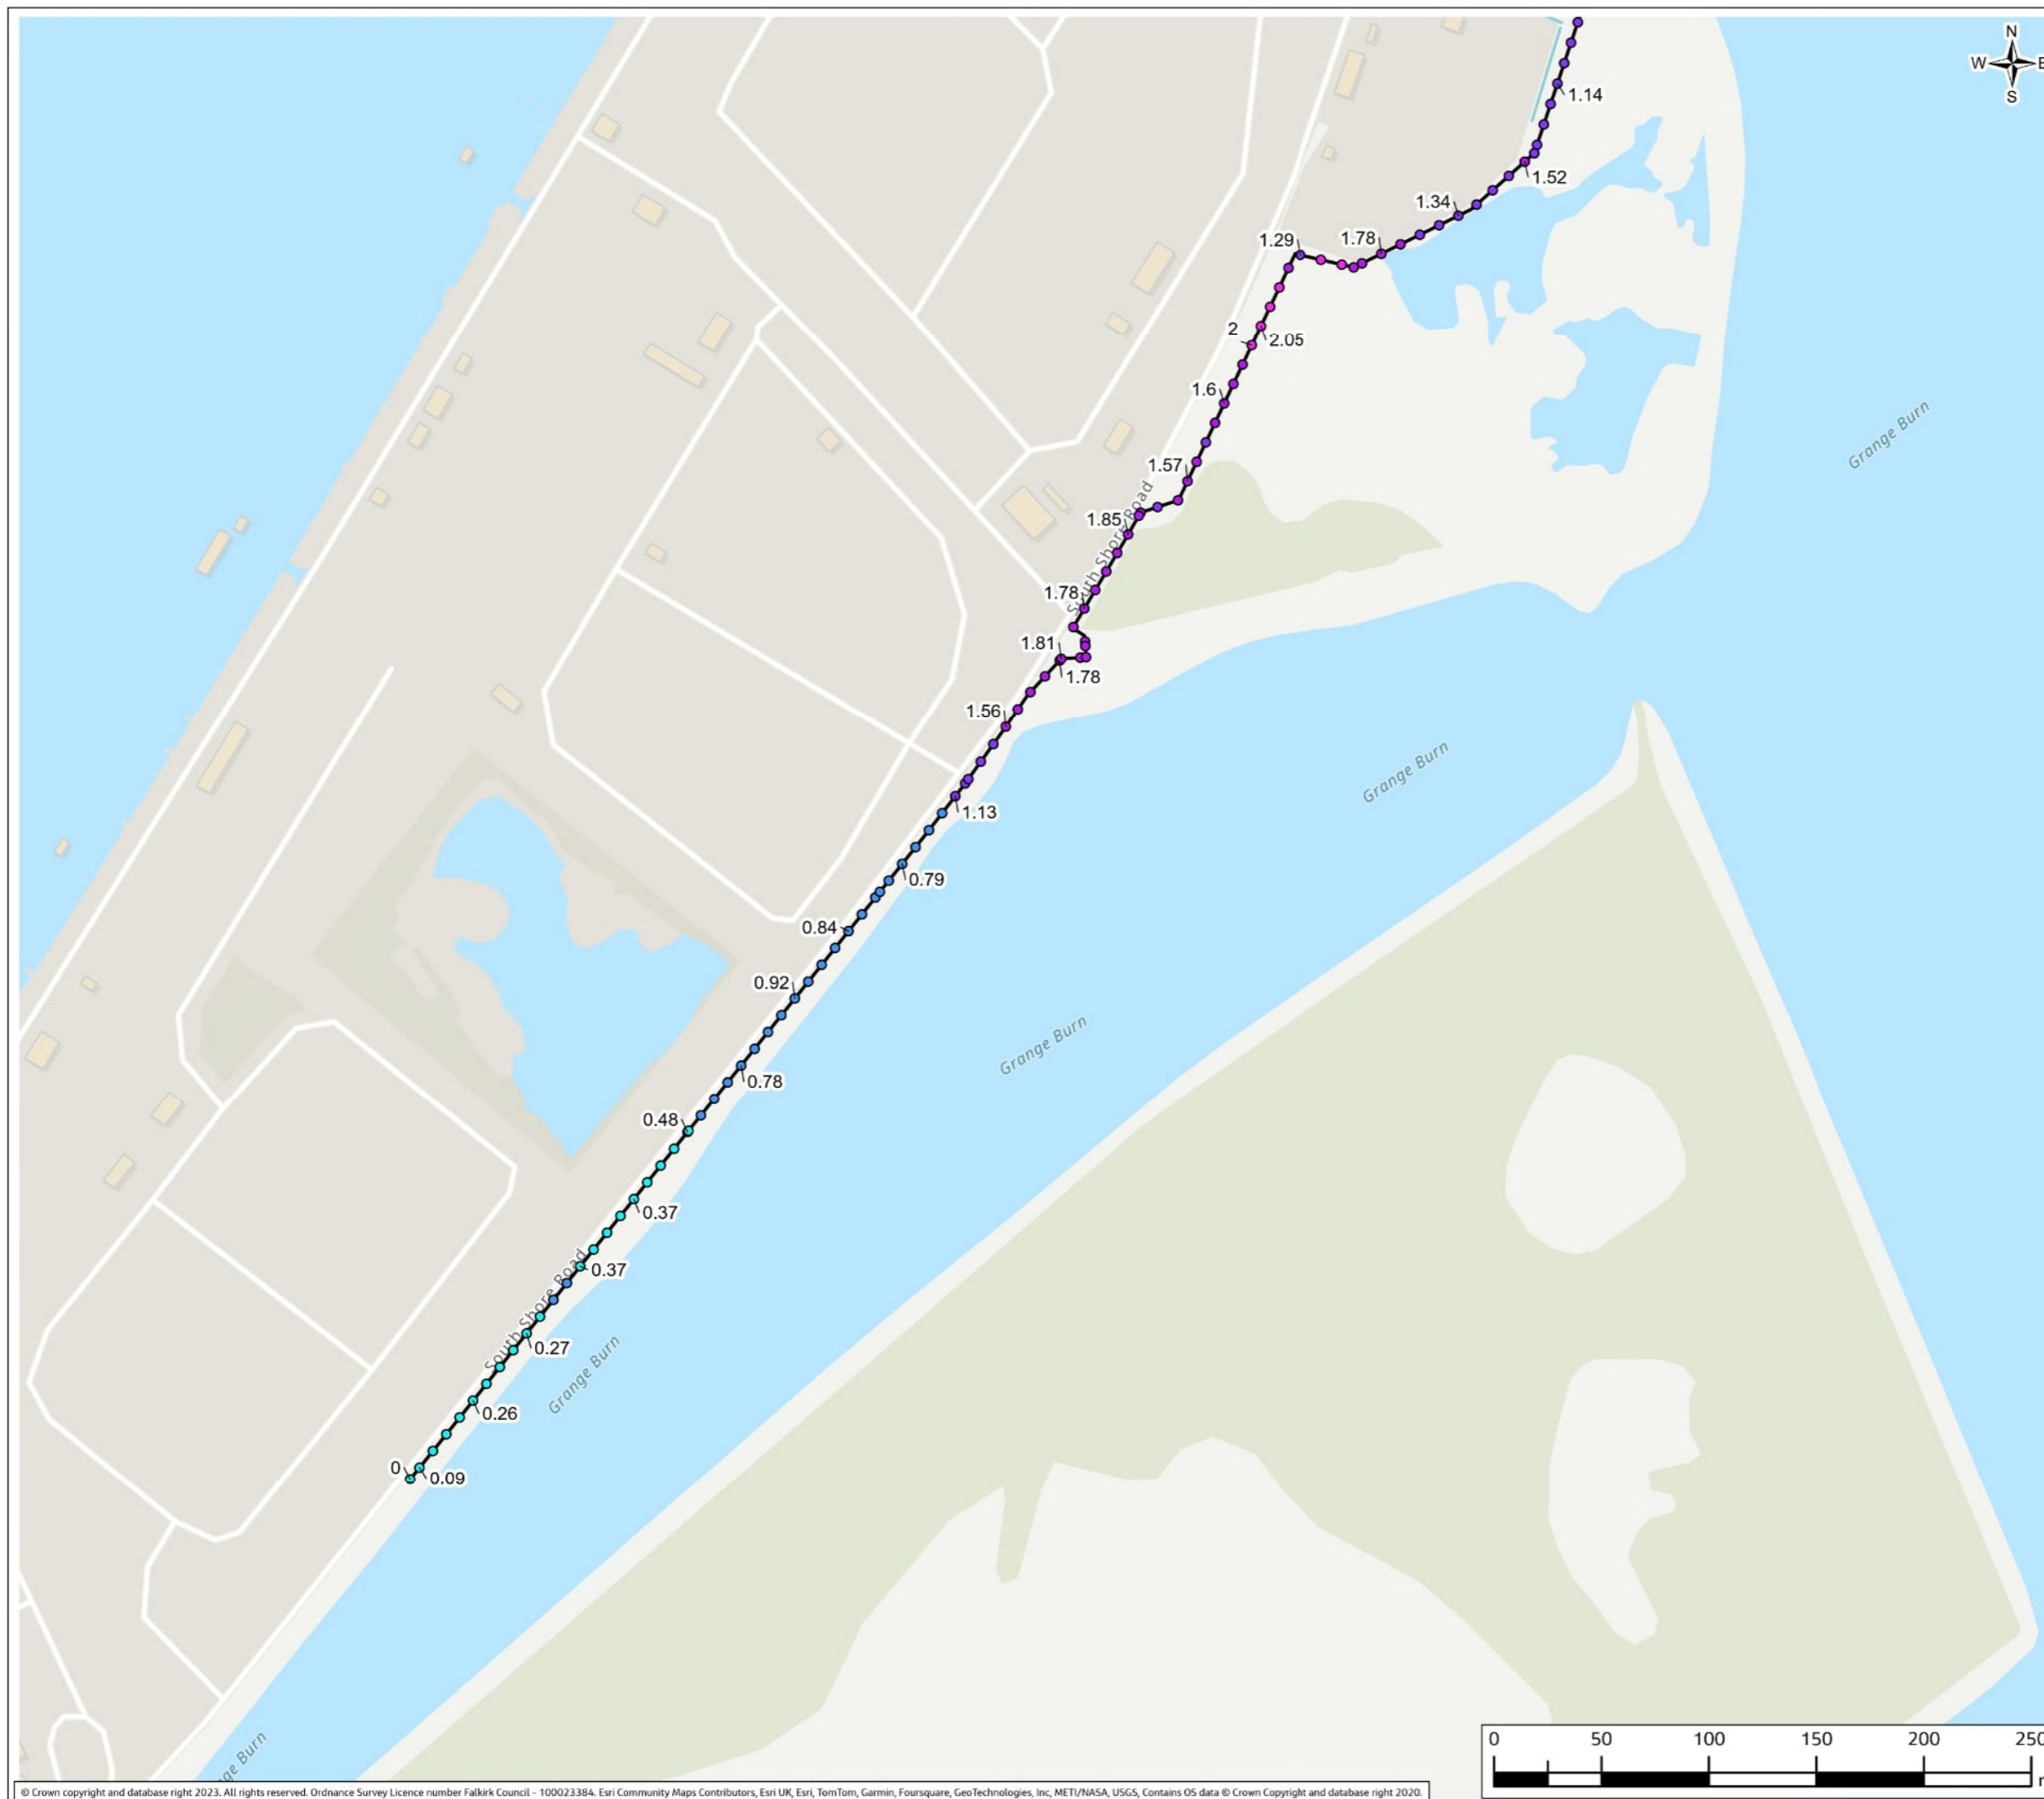 N
W E
S
1.14
1.52
1.34
1.78
1.29
2
2.05
1.6
Grange Burn
1.57
South Shore Road
1.85
1.78
1.81
1.78
1.56
Grange Burn
1.13
0.79
0.84
0.92
Grange Burn
0.78
0.48
0.37
South Shore Road
0.37
0.27
Grange Burn
0.26
0
0.09
nge Burn
0 50 100 150 200 250
© Crown copyright and database right 2023. All rights reserved. Ordnance Survey Licence number Falkirk Council - 100023384. Esri Community Maps Contributors, Esri UK, Esri, TomTom, Garmin, Foursquare, GeoTechnologies, Inc, METI/NASA, USGS, Contains OS data © Crown Copyright and database right 2020.